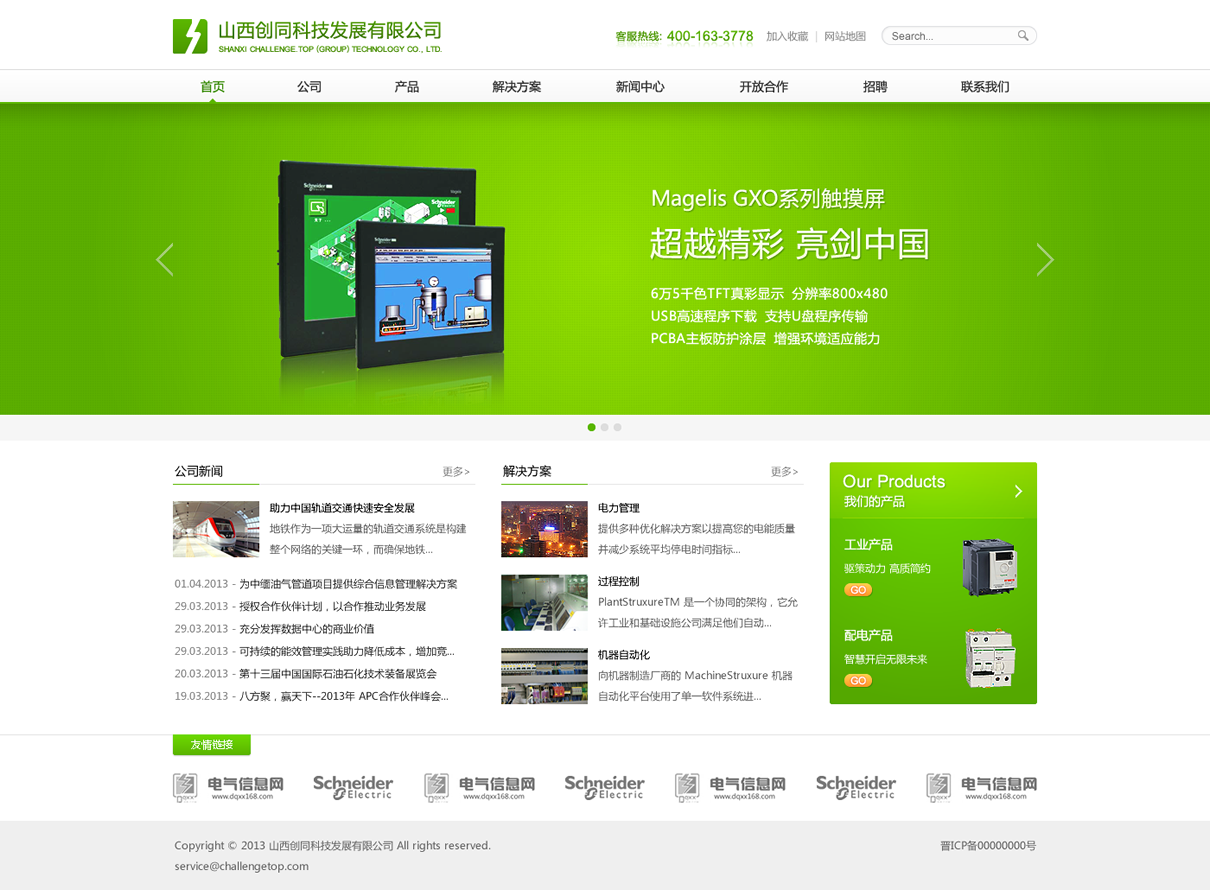 山西创同科技发展有限公司
SHANXI CHALLENGE.TOP (GROUP) TECHNOLOGY CO., LTD.
客服热线: 400-163-3778 加入收藏 | 网站地图 Search...
首页 公司 产品 解决方案 新闻中心 开放合作 招聘 联系我们
Schneider Electric
Magelis
Schneider Electric
Schneider Electric
Magelis GXO系列触摸屏
超越精彩 亮剑中国
6万5千色TFT真彩显示 分辨率800x480
USB高速程序下载 支持U盘程序传输
PCBA主板防护涂层 增强环境适应能力
公司新闻 更多>
助力中国轨道交通快速安全发展
地铁作为一项大运量的轨道交通系统是构建
整个网络的关键一环，而确保地铁...
01.04.2013 - 为中缅油气管道项目提供综合信息管理解决方案
29.03.2013 - 授权合作伙伴计划，以合作推动业务发展
29.03.2013 - 充分发挥数据中心的商业价值
29.03.2013 - 可持续的能效管理实践助力降低成本，增加竞...
20.03.2013 - 第十三届中国国际石油石化技术装备展览会
19.03.2013 - 八方聚，赢天下--2013年 APC合作伙伴峰会...
解决方案 更多>
电力管理
提供多种优化解决方案以提高您的电能质量
并减少系统平均停电时间指标...
过程控制
PlantStruxureTM 是一个协同的架构，它允
许工业和基础设施公司满足他们自动...
机器自动化
向机器制造厂商的 MachineStruxure 机器
自动化平台使用了单一软件系统进...
Our Products
我们的产品
工业产品
驱策动力 高质简约
GO
配电产品
智慧开启无限未来
GO
友情链接
电气信息网
www.dqxx168.com
Schneider Electric
电气信息网
www.dqxx168.com
Schneider Electric
电气信息网
www.dqxx168.com
Schneider Electric
电气信息网
www.dqxx168.com
Copyright © 2013 山西创同科技发展有限公司 All rights reserved. 晋ICP备00000000号
service@challengetop.com